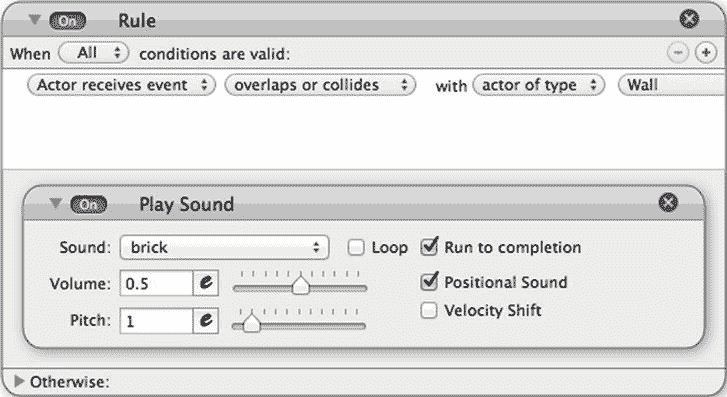 On Rule
When All conditions are valid:
Actor receives event overlaps or collides with actor of type Wall
On Play Sound
Sound: brick Loop Run to completion
Volume: 0.5 e Positional Sound
Pitch: 1 e Velocity Shift
Otherwise: